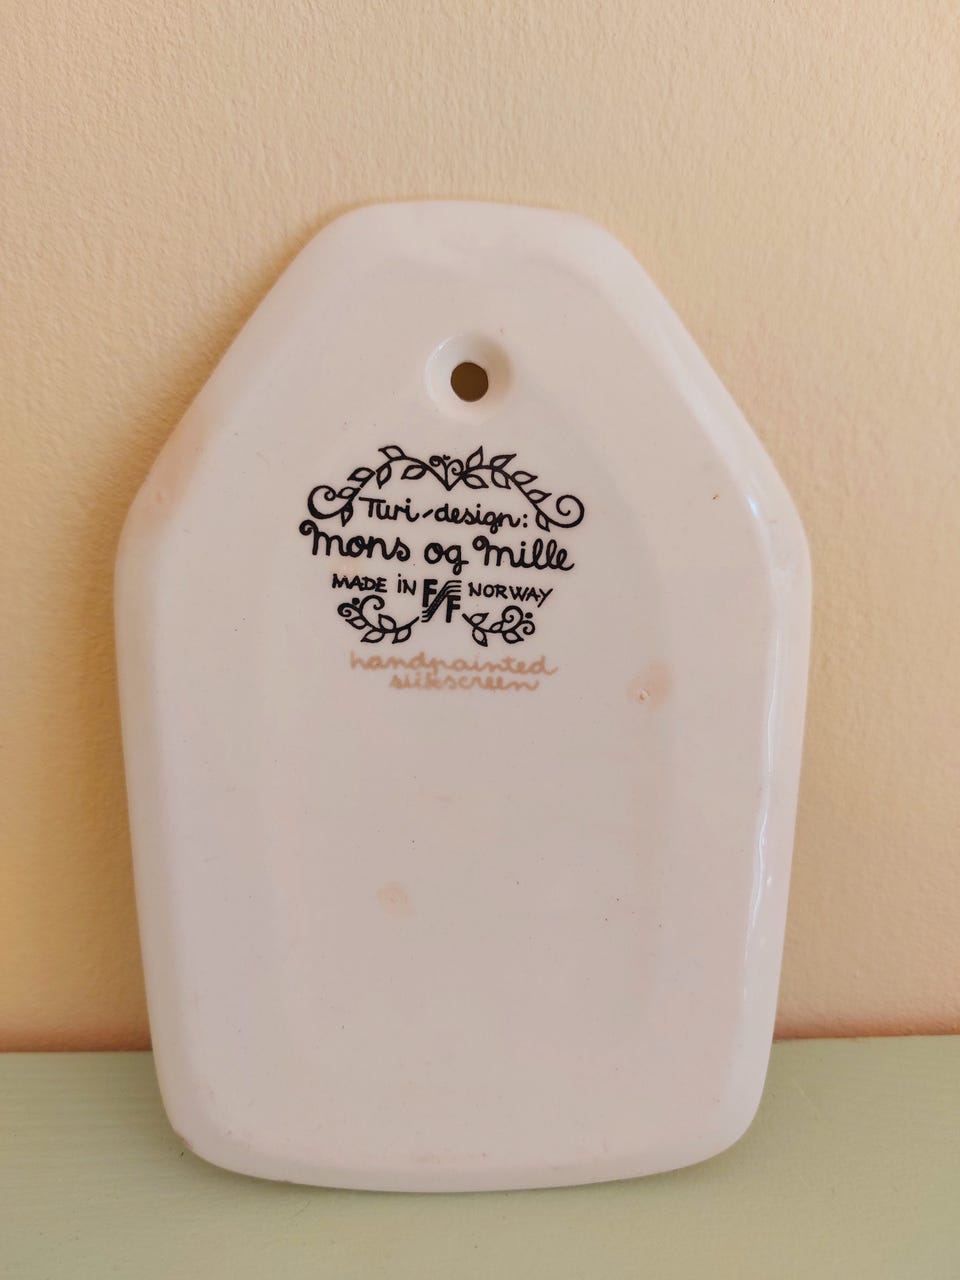 Turi-design:
mons og mille
MADE iN F/F NORWAY
handpainted
silkscreen